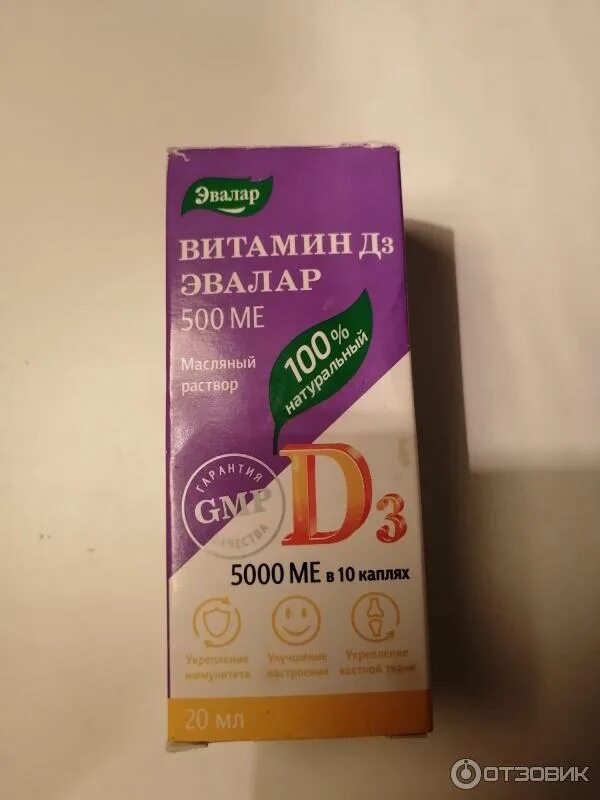 Эвалар
ВИТАМИН Д3
ЭВАЛАР
500 МЕ
Масляный
раствор
100%
натуральный
ГАРАНТИЯ
GMP
КАЧЕСТВА
D3
5000 МЕ в 10 каплях
Укрепление
иммунитета
Улучшение
настроения
Укрепление
костной ткани
20 мл
ОТЗОВИК